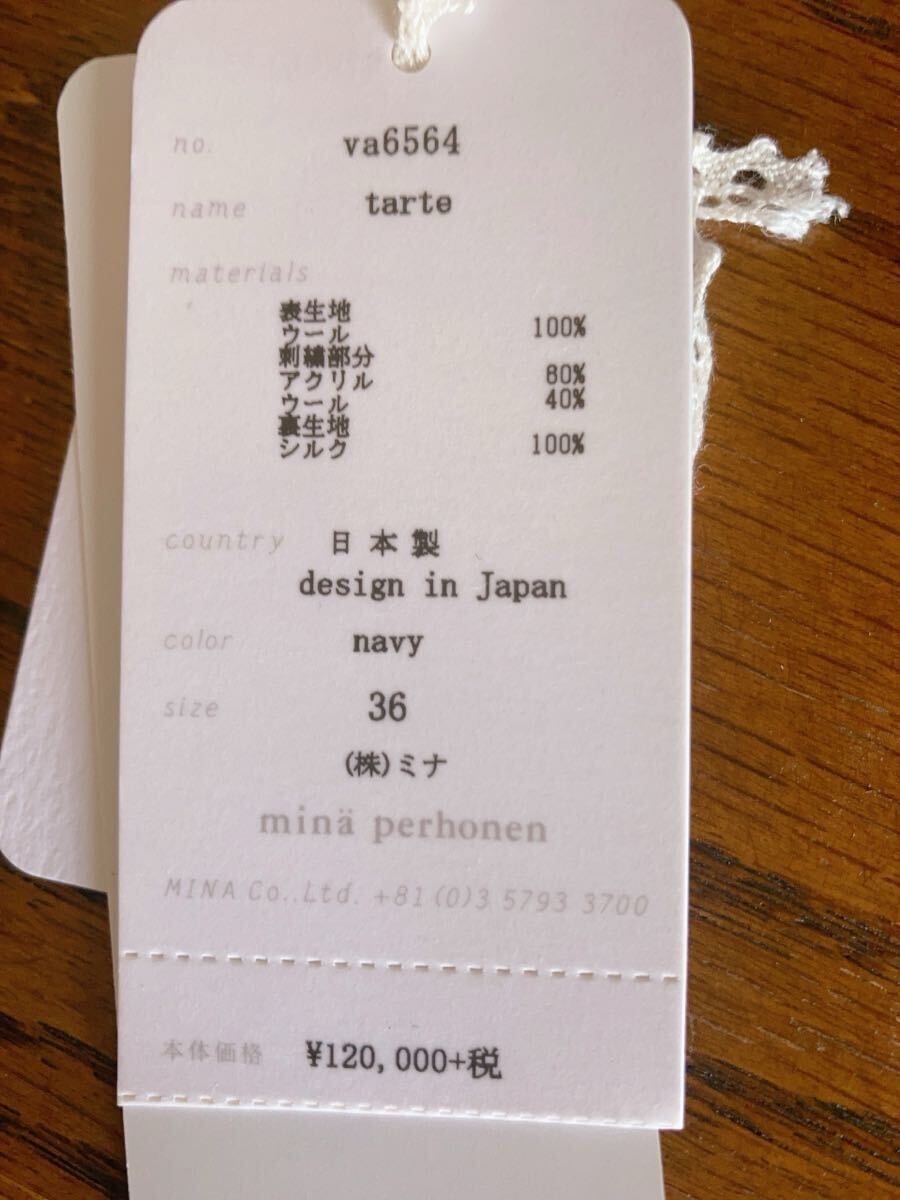 no. va6564
name tarte
materials
表生地
ウール 100%
刺繍部分
アクリル 60%
ウール 40%
裏生地
シルク 100%
country 日本製
design in Japan
color navy
size 36
(株)ミナ
minä perhonen
MINA Co.,Ltd. +81(0)3 5793 3700
本体価格 ¥120,000+税